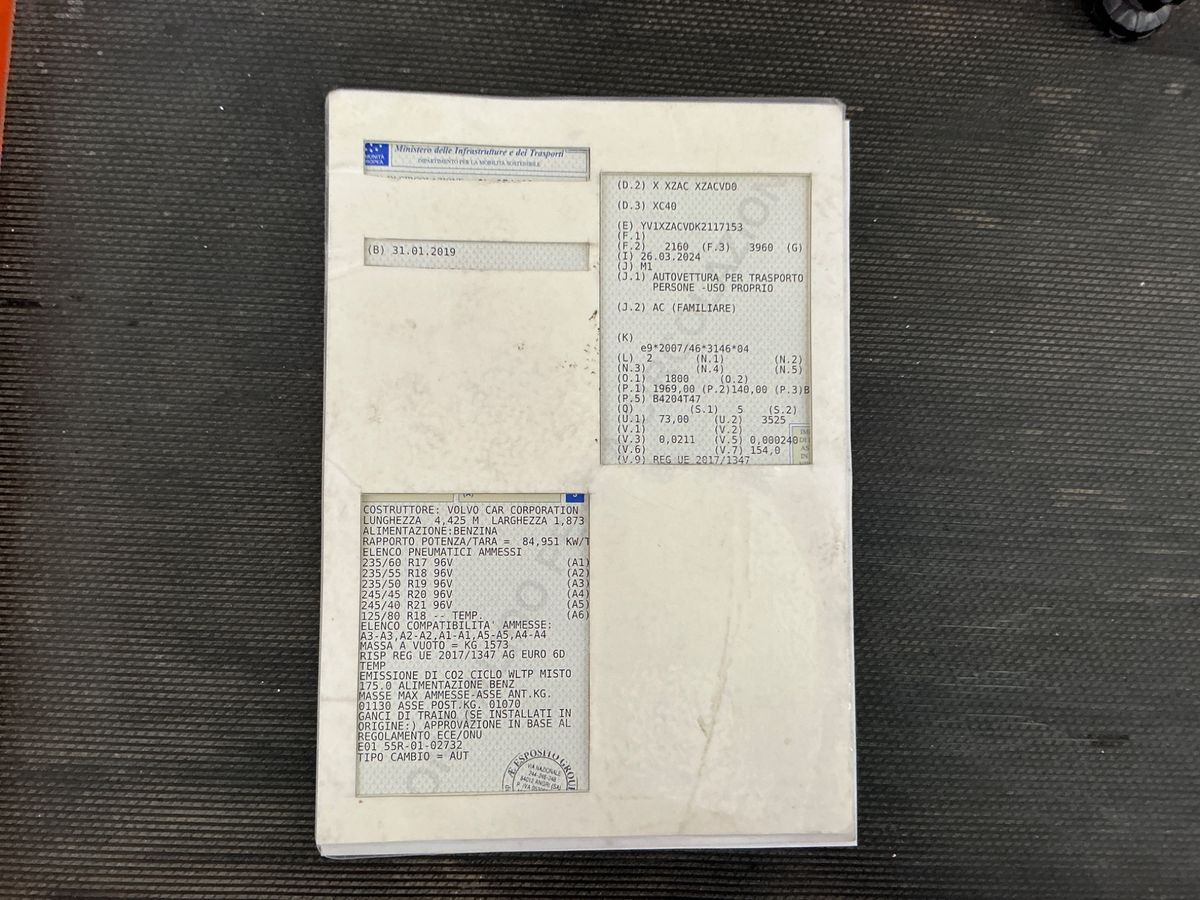 Ministero delle Infrastrutture e dei Trasporti
DIPARTIMENTO PER LA MOBILITÀ SOSTENIBILE
(B) 31.01.2019
COSTRUTTORE: VOLVO CAR CORPORATION
LUNGHEZZA 4,425 M LARGHEZZA 1,873
ALIMENTAZIONE:BENZINA
RAPPORTO POTENZA/TARA = 84,951 KW/T
ELENCO PNEUMATICI AMMESSI
235/60 R17 96V (A1)
235/55 R18 96V (A2)
235/50 R19 96V (A3)
245/45 R20 96V (A4)
245/40 R21 96V (A5)
125/80 R18 -- TEMP. (A6)
ELENCO COMPATIBILITA' AMMESSE:
A3-A3,A2-A2,A1-A1,A5-A5,A4-A4
MASSA A VUOTO = KG 1573
RISP REG UE 2017/1347 AG EURO 6D
TEMP
EMISSIONE DI CO2 CICLO WLTP MISTO
175.0 ALIMENTAZIONE BENZ
MASSE MAX AMMESSE-ASSE ANT.KG.
01130 ASSE POST.KG. 01070
GANCI DI TRAINO (SE INSTALLATI IN
ORIGINE:) APPROVAZIONE IN BASE AL
REGOLAMENTO ECE/ONU
E01 55R-01-02732
TIPO CAMBIO = AUT
ESPOSITO GROUP
VIA NAZIONALE
(D.2) X XZAC XZACVD0
(D.3) XC40
(E) YV1XZACVDK2117153
(F.1)
(F.2) 2160 (F.3) 3960 (G)
(I) 26.03.2024
(J) M1
(J.1) AUTOVETTURA PER TRASPORTO
PERSONE -USO PROPRIO
(J.2) AC (FAMILIARE)
(K)
e9*2007/46*3146*04
(L) 2 (N.1) (N.2)
(N.3) (N.4) (N.5)
(O.1) 1800 (O.2)
(P.1) 1969,00 (P.2)140,00 (P.3)B
(P.5) B4204T47
(Q) (S.1) 5 (S.2)
(U.1) 73,00 (U.2) 3525
(V.1) (V.2)
(V.3) 0,0211 (V.5) 0,000240
(V.6) (V.7) 154,0
(V.9) REG UE 2017/1347